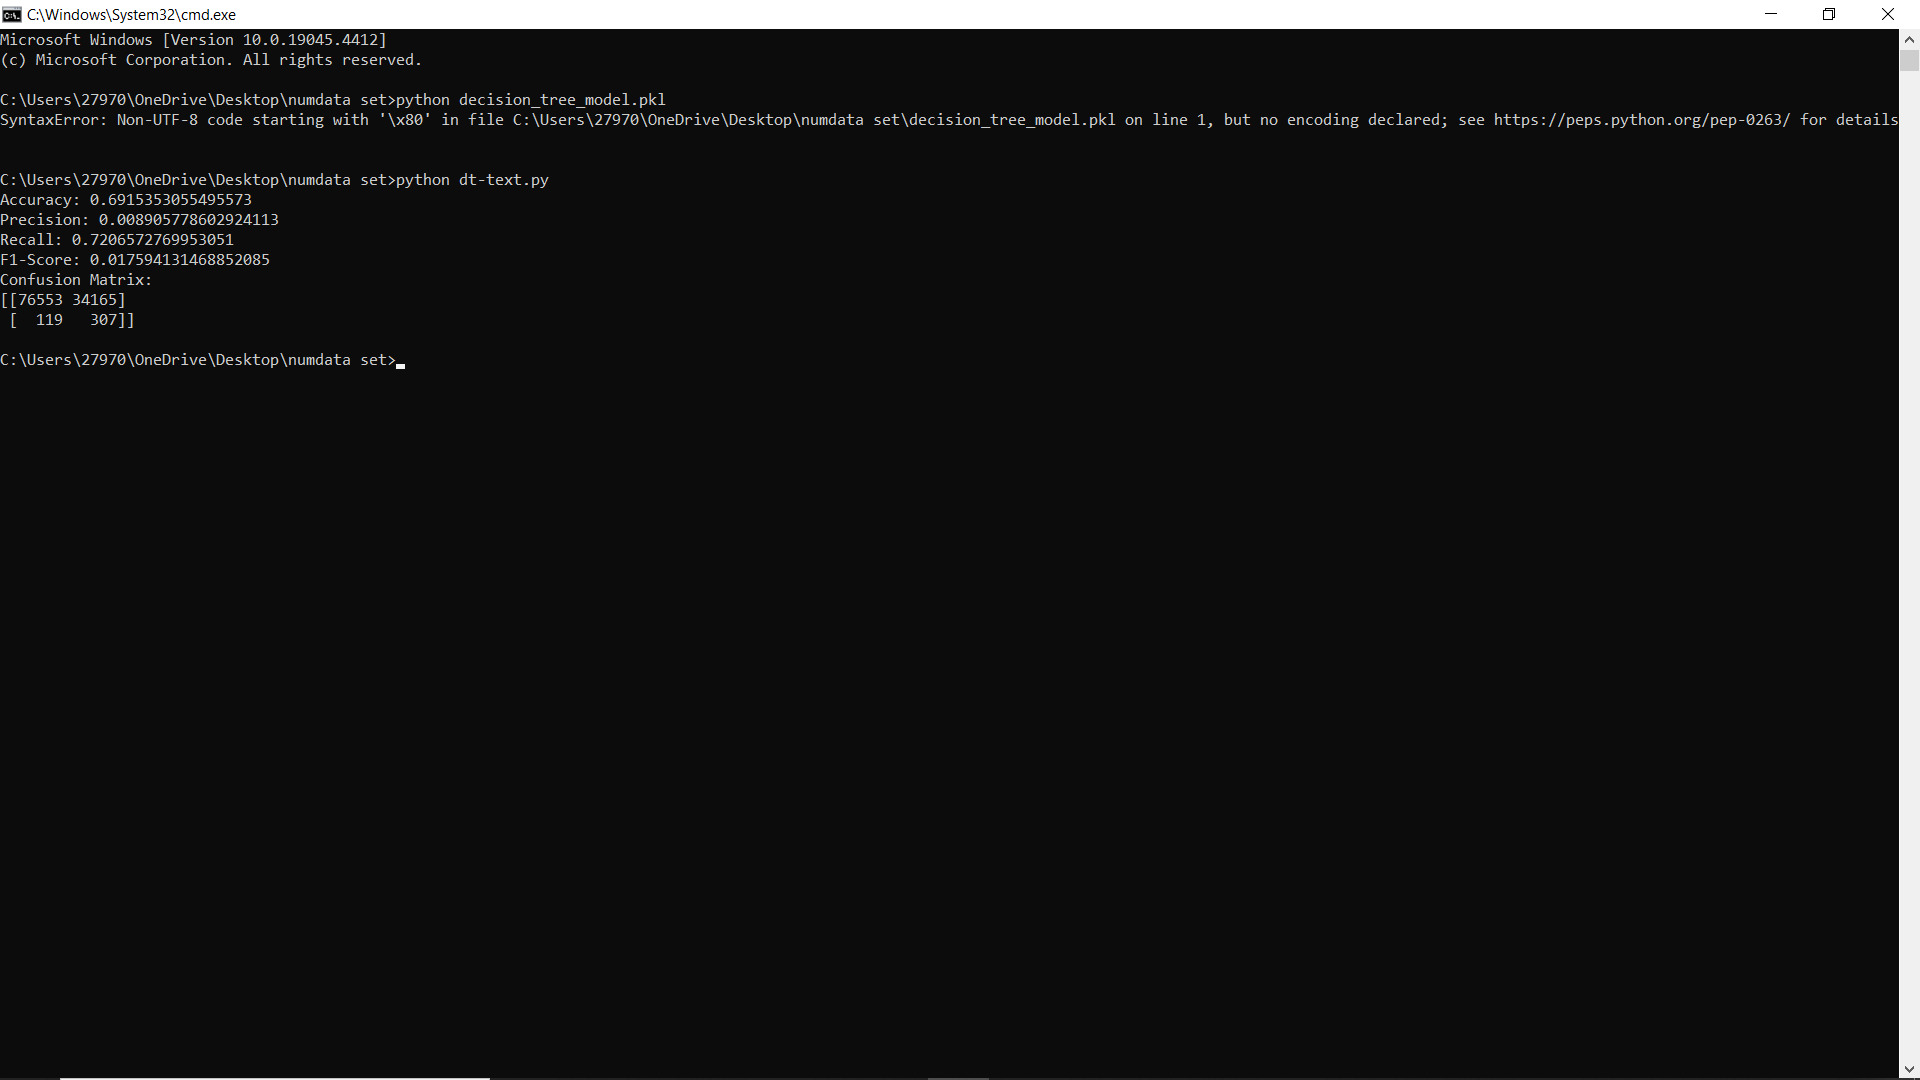 C:\Windows\System32\cmd.exe
Microsoft Windows [Version 10.0.19045.4412]
(c) Microsoft Corporation. All rights reserved.
C:\Users\27970\OneDrive\Desktop\numdata set>python decision_tree_model.pkl
SyntaxError: Non-UTF-8 code starting with '\x80' in file C:\Users\27970\OneDrive\Desktop\numdata set\decision_tree_model.pkl on line 1, but no encoding declared; see https://peps.python.org/pep-0263/ for details
C:\Users\27970\OneDrive\Desktop\numdata set>python dt-text.py
Accuracy: 0.6915353055495573
Precision: 0.008905778602924113
Recall: 0.7206572769953051
F1-Score: 0.017594131468852085
Confusion Matrix:
[[76553 34165]
 [  119   307]]
C:\Users\27970\OneDrive\Desktop\numdata set>